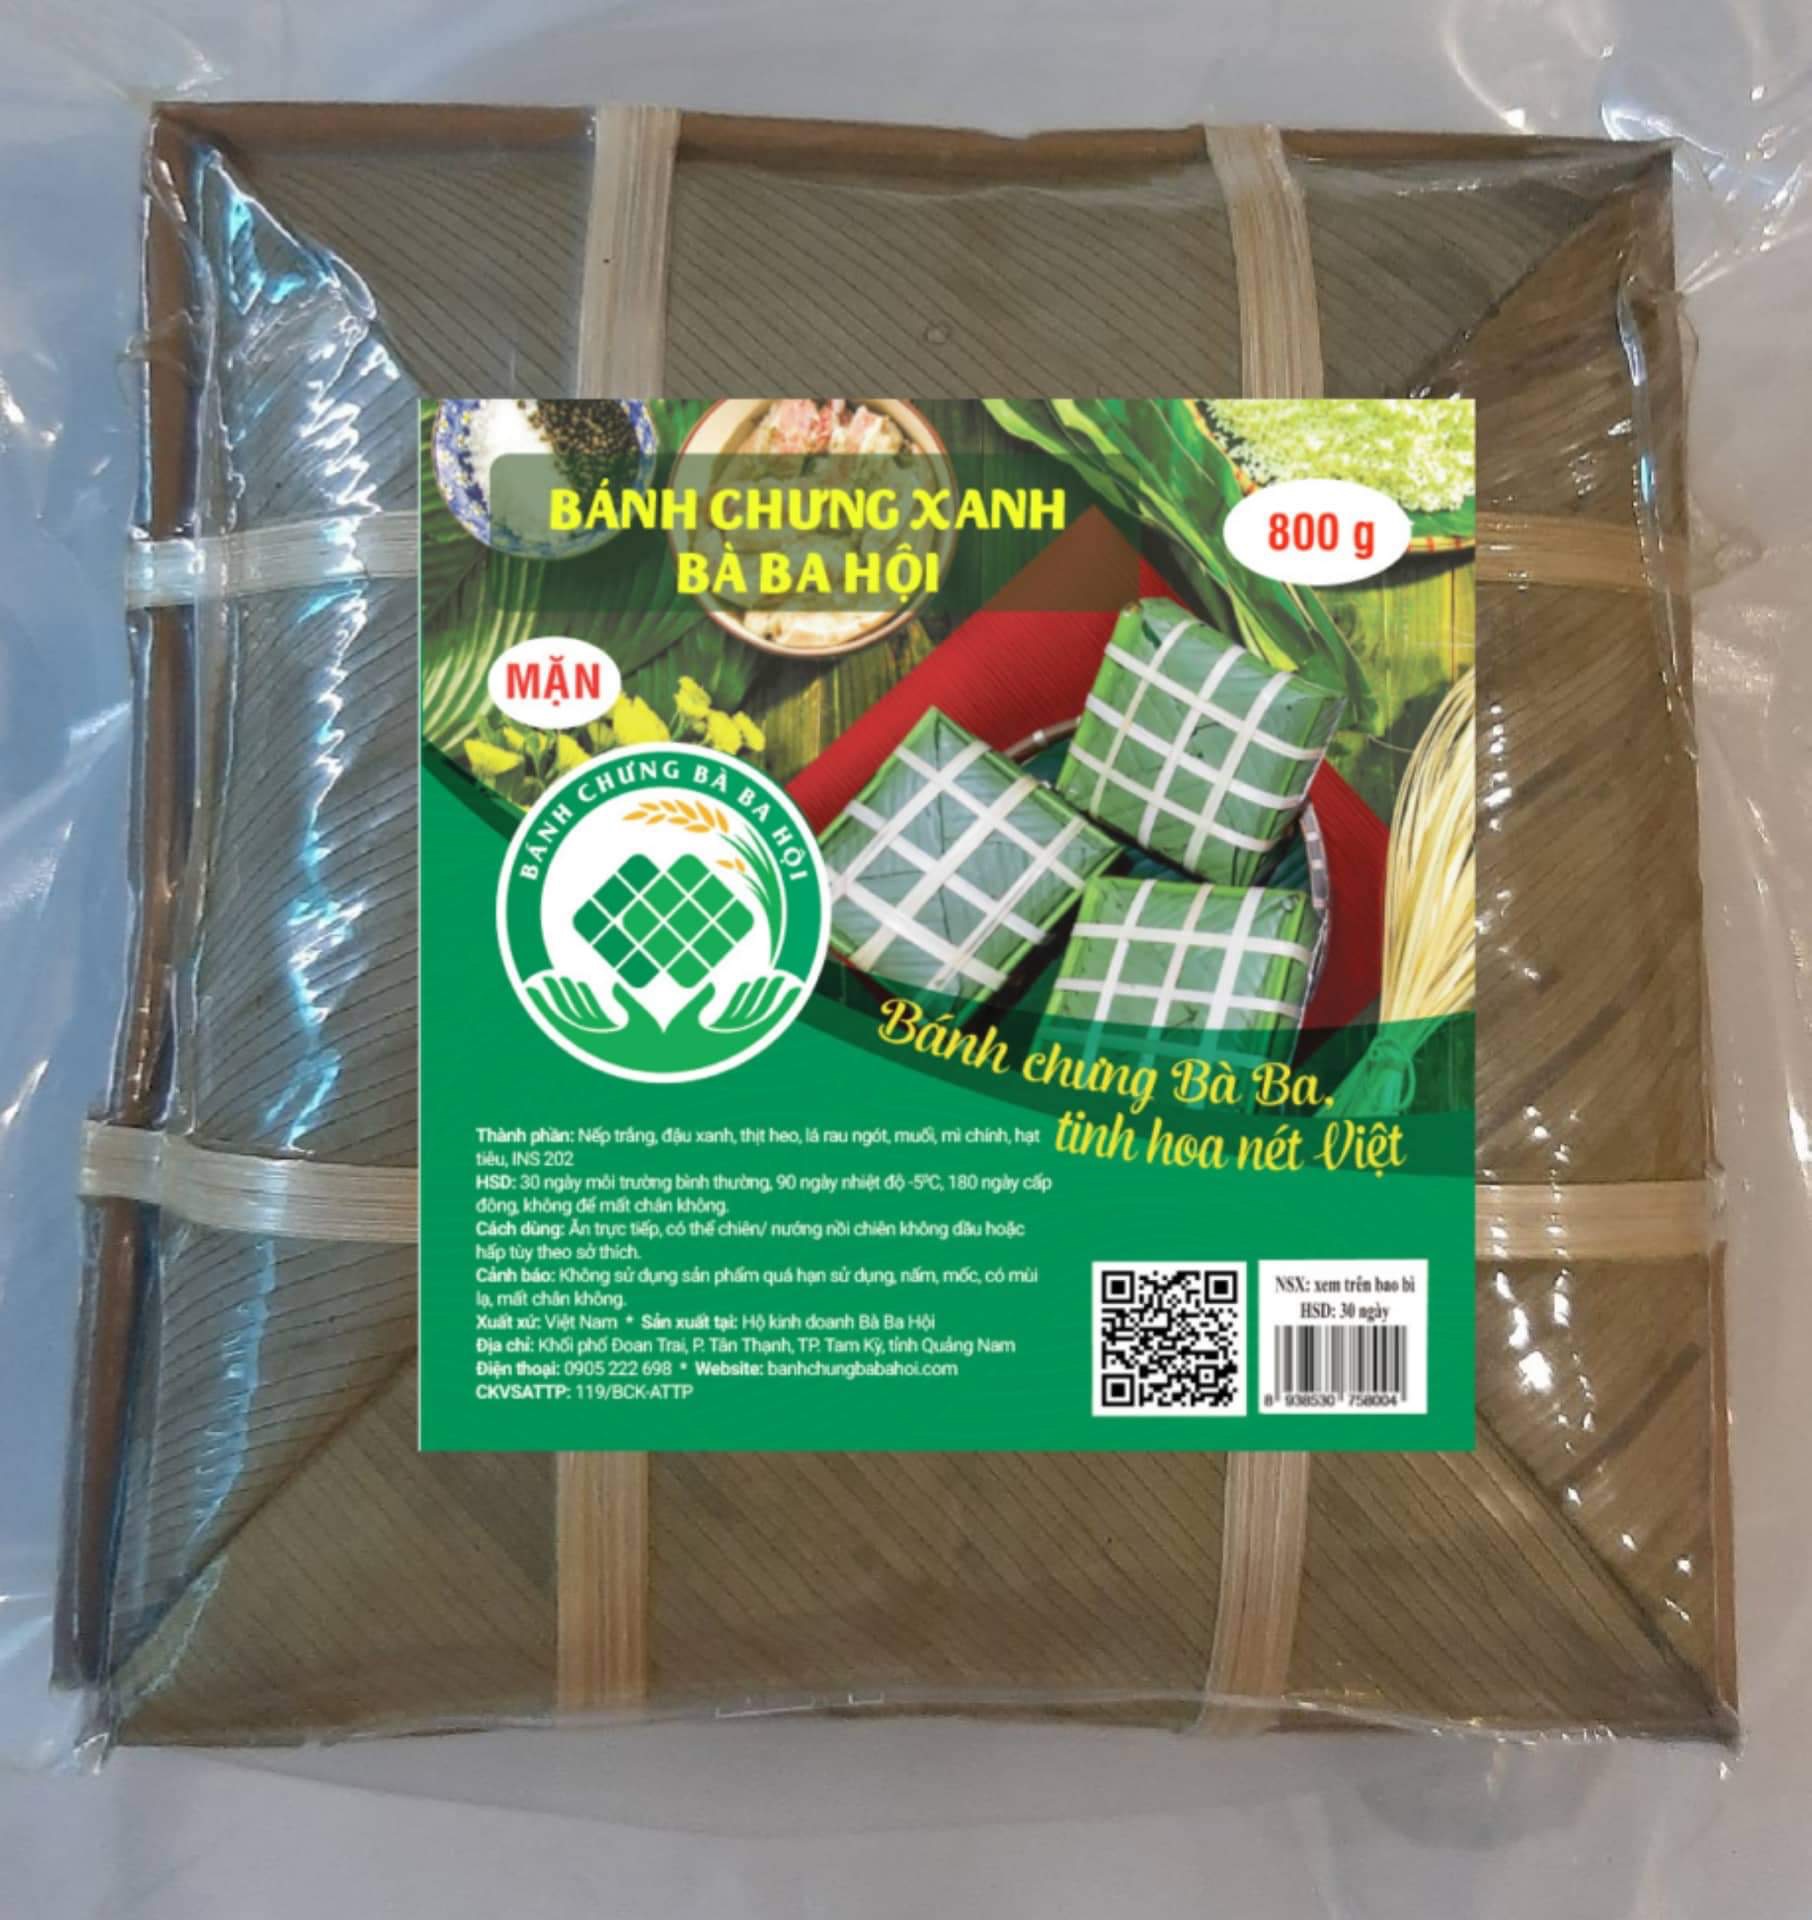 BÁNH CHƯNG XANH
BÀ BA HỘI
800 g
MẶN
BÁNH CHƯNG BÀ BA HỘI
Bánh chưng Bà Ba,
tinh hoa nét Việt
Thành phần: Nếp trắng, đậu xanh, thịt heo, lá rau ngót, muối, mì chính, hạt
tiêu, INS 202
HSD: 30 ngày môi trường bình thường, 90 ngày nhiệt độ -5⁰C, 180 ngày cấp
đông, không để mất chân không.
Cách dùng: Ăn trực tiếp, có thể chiên/ nướng nồi chiên không dầu hoặc
hấp tùy theo sở thích.
Cảnh báo: Không sử dụng sản phẩm quá hạn sử dụng, nấm, mốc, có mùi
lạ, mất chân không.
Xuất xứ: Việt Nam * Sản xuất tại: Hộ kinh doanh Bà Ba Hội
Địa chỉ: Khối phố Đoan Trai, P. Tân Thạnh, TP. Tam Kỳ, tỉnh Quảng Nam
Điện thoại: 0905 222 698 * Website: banhchungbabahoi.com
CKVSATTP: 119/BCK-ATTP
NSX: xem trên bao bì
HSD: 30 ngày
8 938530 758004